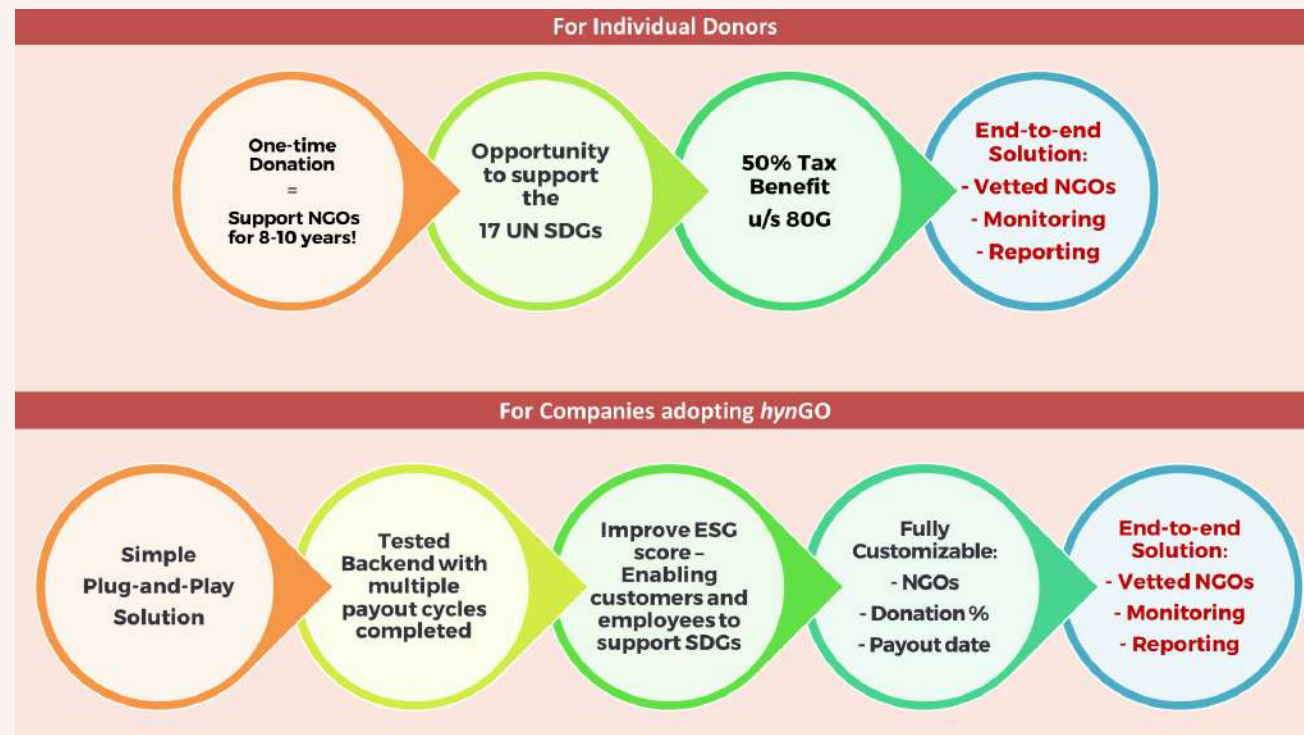 For Individual Donors
One-time
Donation
=
Support NGOs
for 8-10 years!
Opportunity
to support
the
17 UN SDGs
50% Tax
Benefit
u/s 80G
End-to-end
Solution:
- Vetted NGOs
- Monitoring
- Reporting
For Companies adopting hynGO
Simple
Plug-and-Play
Solution
Tested
Backend with
multiple
payout cycles
completed
Improve ESG
score –
Enabling
customers and
employees to
support SDGs
Fully
Customizable:
- NGOs
- Donation %
- Payout date
End-to-end
Solution:
- Vetted NGOs
- Monitoring
- Reporting